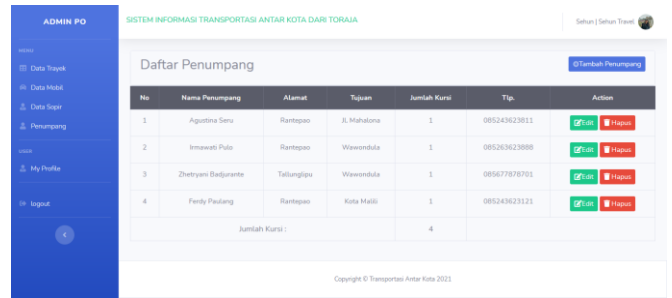 ADMIN PO
SISTEM INFORMASI TRANSPORTASI ANTAR KOTA DARI TORAJA
Sehun | Sehun Travel
MENU
Data Trayek
Data Mobil
Data Sopir
Penumpang
USER
My Profile
logout
Daftar Penumpang
Tambah Penumpang
No Nama Penumpang Alamat Tujuan Jumlah Kursi Tlp. Action
1 Agustina Seru Rantepao Jl. Mahalona 1 085243623811 Edit Hapus
2 Irmawati Pulo Rantepao Wawondula 1 085263623888 Edit Hapus
3 Zhetryani Badjurante Tallunglipu Wawondula 1 085677878701 Edit Hapus
4 Ferdy Paulang Rantepao Kota Malili 1 085243623121 Edit Hapus
Jumlah Kursi : 4
Copyright © Transportasi Antar Kota 2021